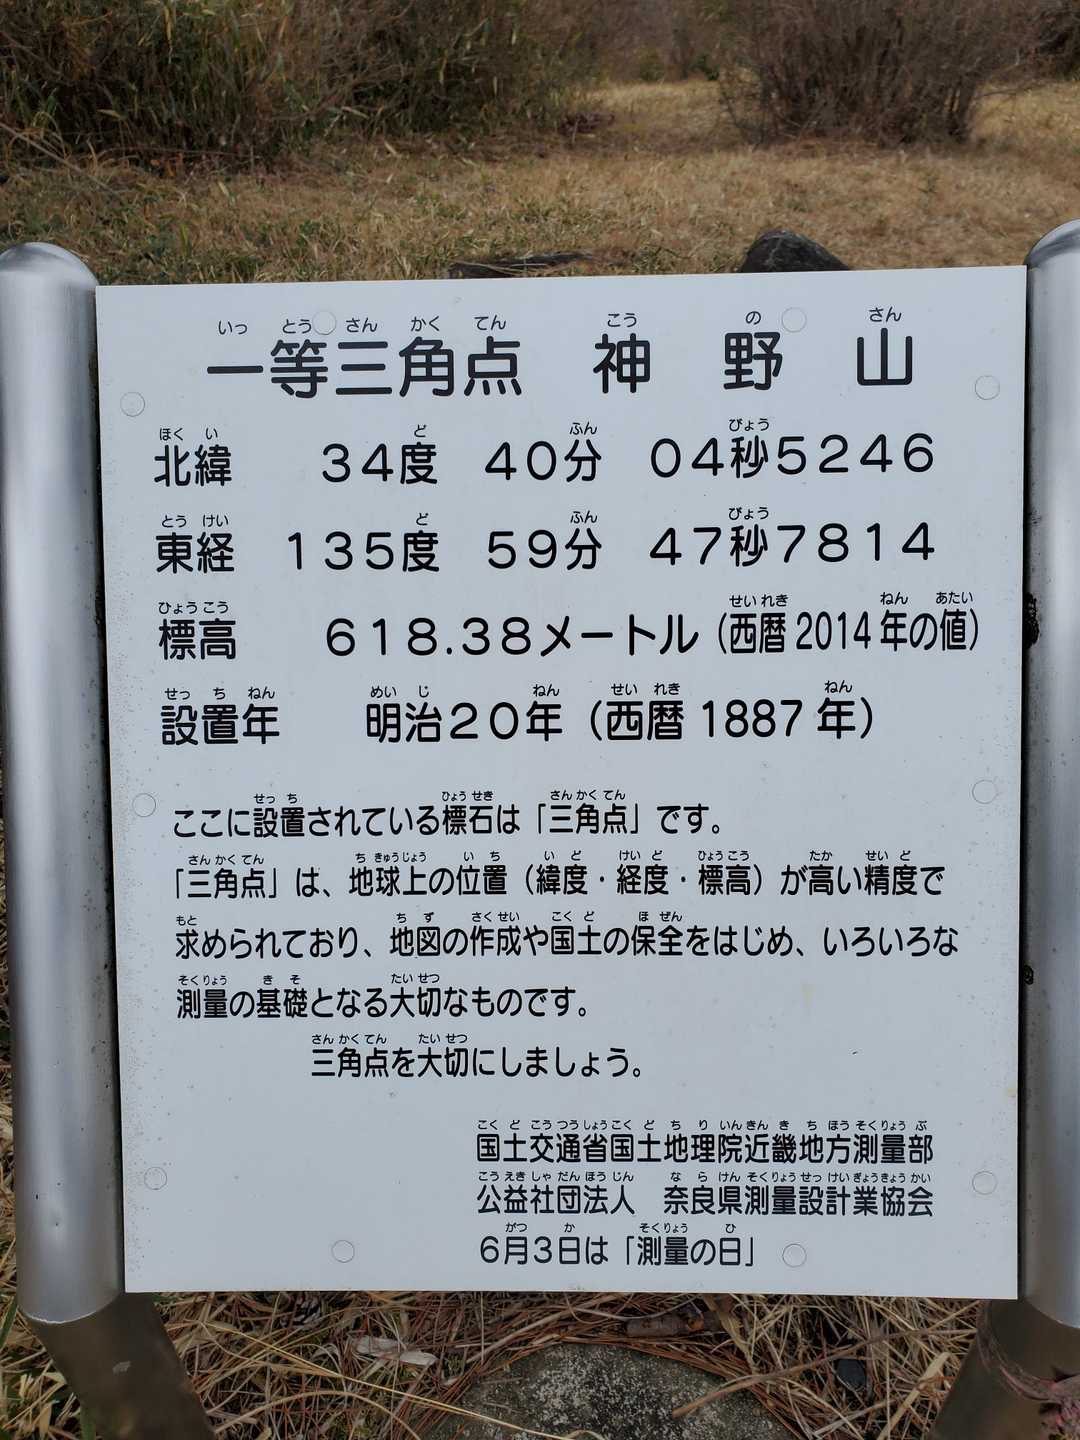 一等三角点 神野山
北緯 34度 40分 04秒5246
東経 135度 59分 47秒7814
標高 618.38メートル（西暦2014年の値）
設置年 明治20年（西暦1887年）
ここに設置されている標石は「三角点」です。
「三角点」は、地球上の位置（緯度・経度・標高）が高い精度で
求められており、地図の作成や国土の保全をはじめ、いろいろな
測量の基礎となる大切なものです。
三角点を大切にしましょう。
国土交通省国土地理院近畿地方測量部
公益社団法人 奈良県測量設計業協会
6月3日は「測量の日」